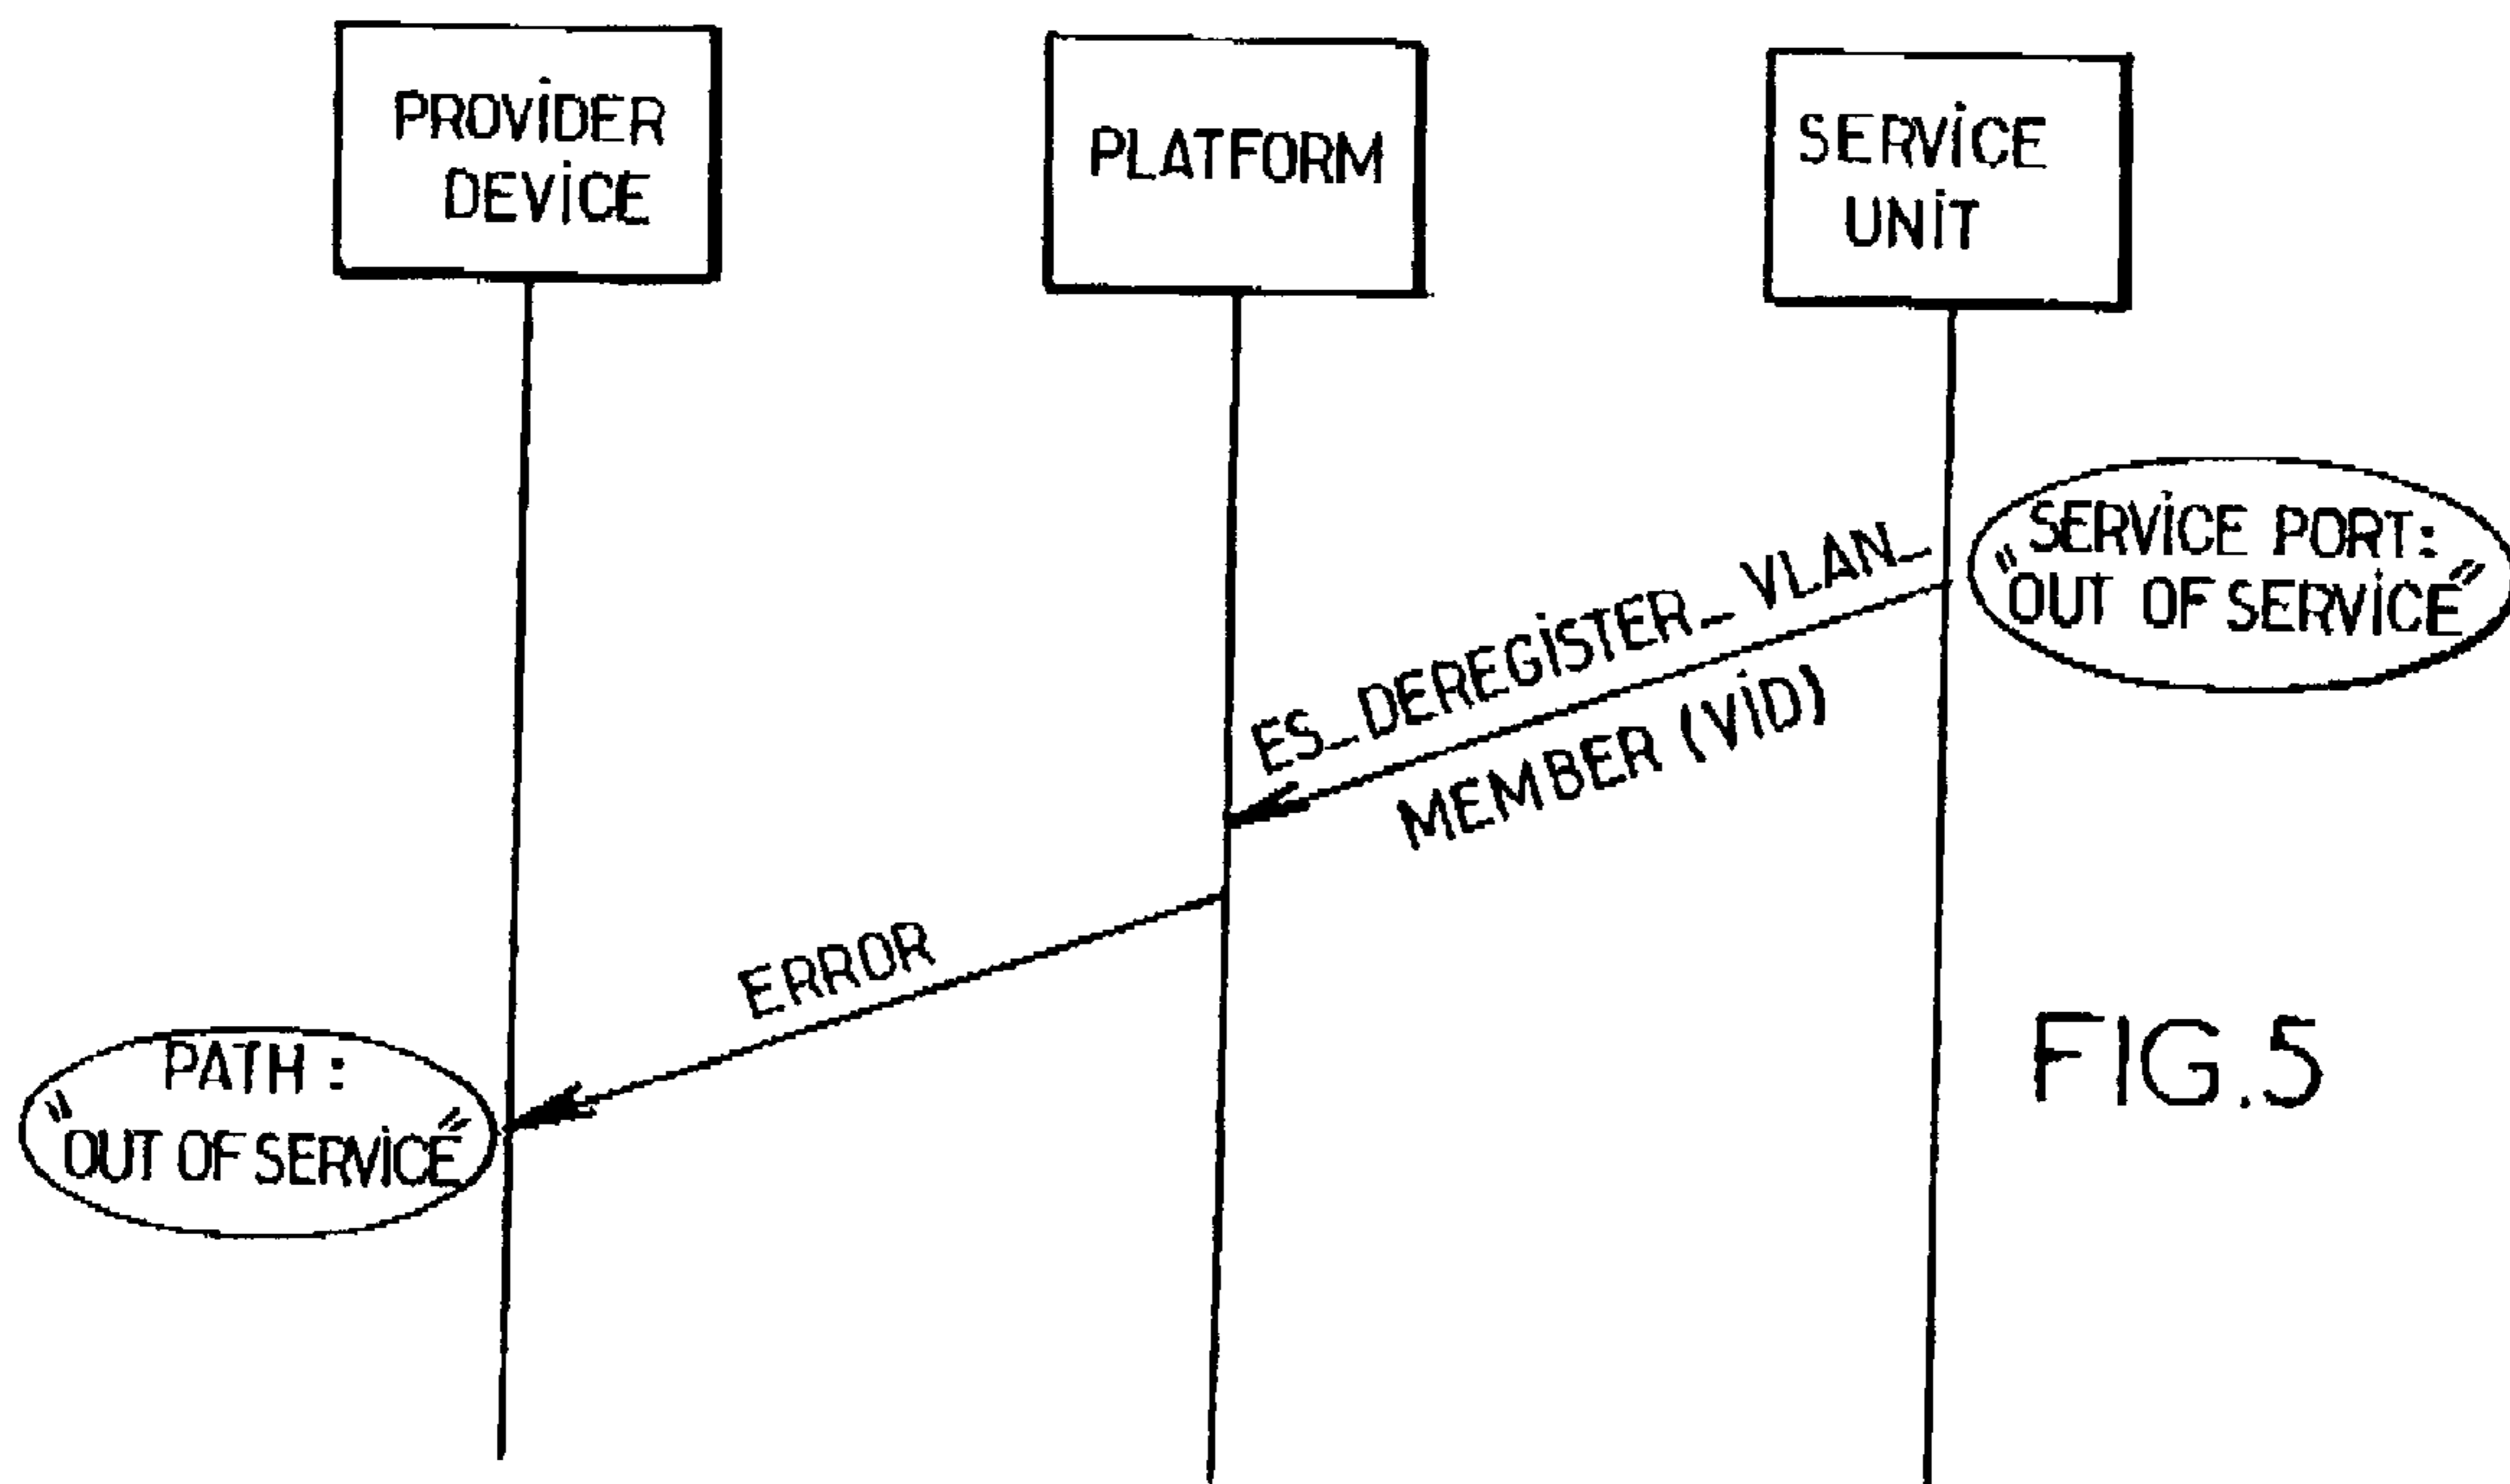 PROVIDER
DEVICE
PLATFORM
SERVICE
UNIT
SERVICE PORT:
"OUT OF SERVICE"
ES_DEREGISTER_VLAN_
MEMBER (VID)
ERROR
PATH:
"OUT OF SERVICE"
FIG.5